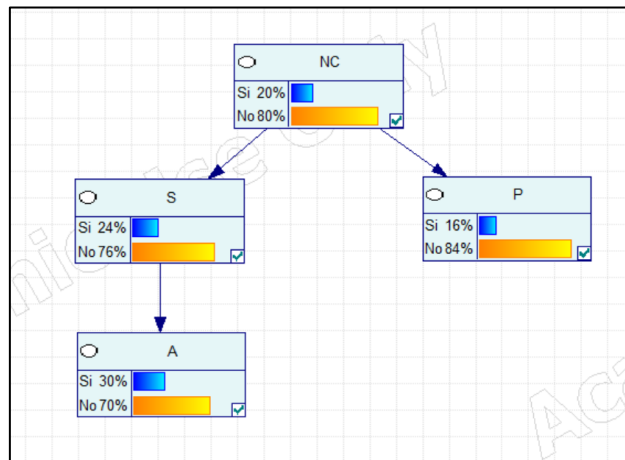 NC
Si 20%
No 80%
S
Si 24%
No 76%
P
Si 16%
No 84%
A
Si 30%
No 70%